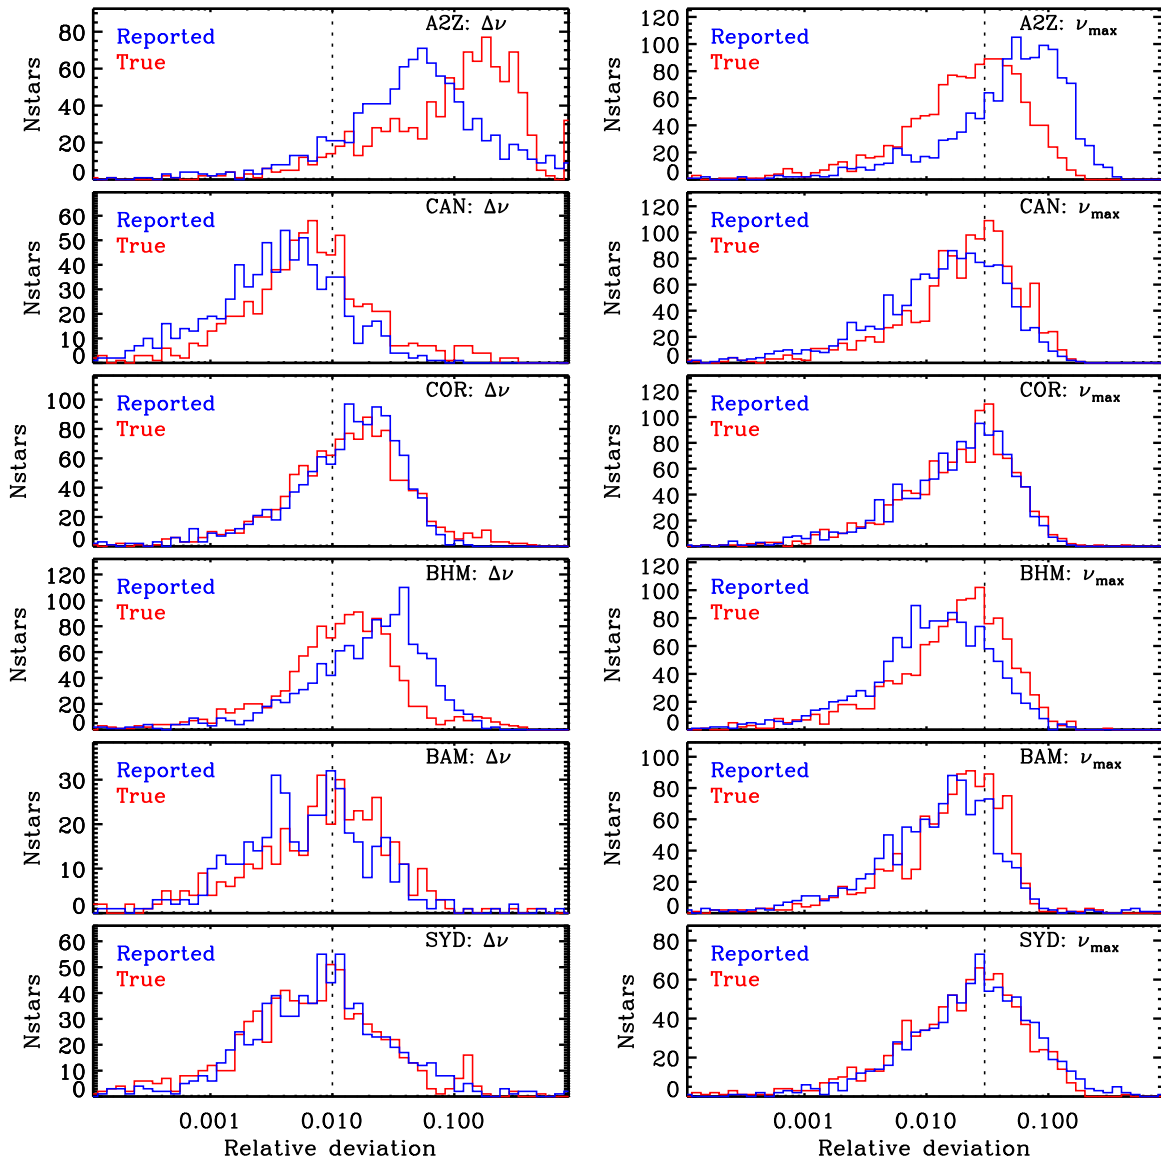 A2Z: Δν
Reported
True
Nstars
80
60
40
20
0
A2Z: νmax
Reported
True
Nstars
120
100
80
60
40
20
0
CAN: Δν
Reported
True
Nstars
60
50
40
30
20
10
0
CAN: νmax
Reported
True
Nstars
120
100
80
60
40
20
0
COR: Δν
Reported
True
Nstars
100
80
60
40
20
0
COR: νmax
Reported
True
Nstars
120
100
80
60
40
20
0
BHM: Δν
Reported
True
Nstars
120
100
80
60
40
20
0
BHM: νmax
Reported
True
Nstars
120
100
80
60
40
20
0
BAM: Δν
Reported
True
Nstars
30
20
10
0
BAM: νmax
Reported
True
Nstars
100
80
60
40
20
0
SYD: Δν
Reported
True
Nstars
60
50
40
30
20
10
0
SYD: νmax
Reported
True
Nstars
80
60
40
20
0
0.001 0.010 0.100
Relative deviation
0.001 0.010 0.100
Relative deviation